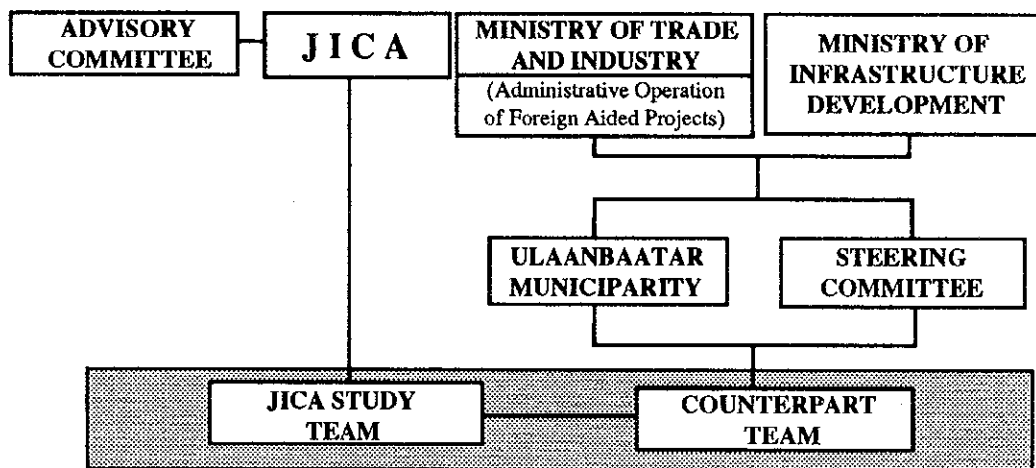 ADVISORY
COMMITTEE
JICA
MINISTRY OF TRADE
AND INDUSTRY
(Administrative Operation
of Foreign Aided Projects)
MINISTRY OF
INFRASTRUCTURE
DEVELOPMENT
ULAANBAATAR
MUNICIPARITY
STEERING
COMMITTEE
JICA STUDY
TEAM
COUNTERPART
TEAM